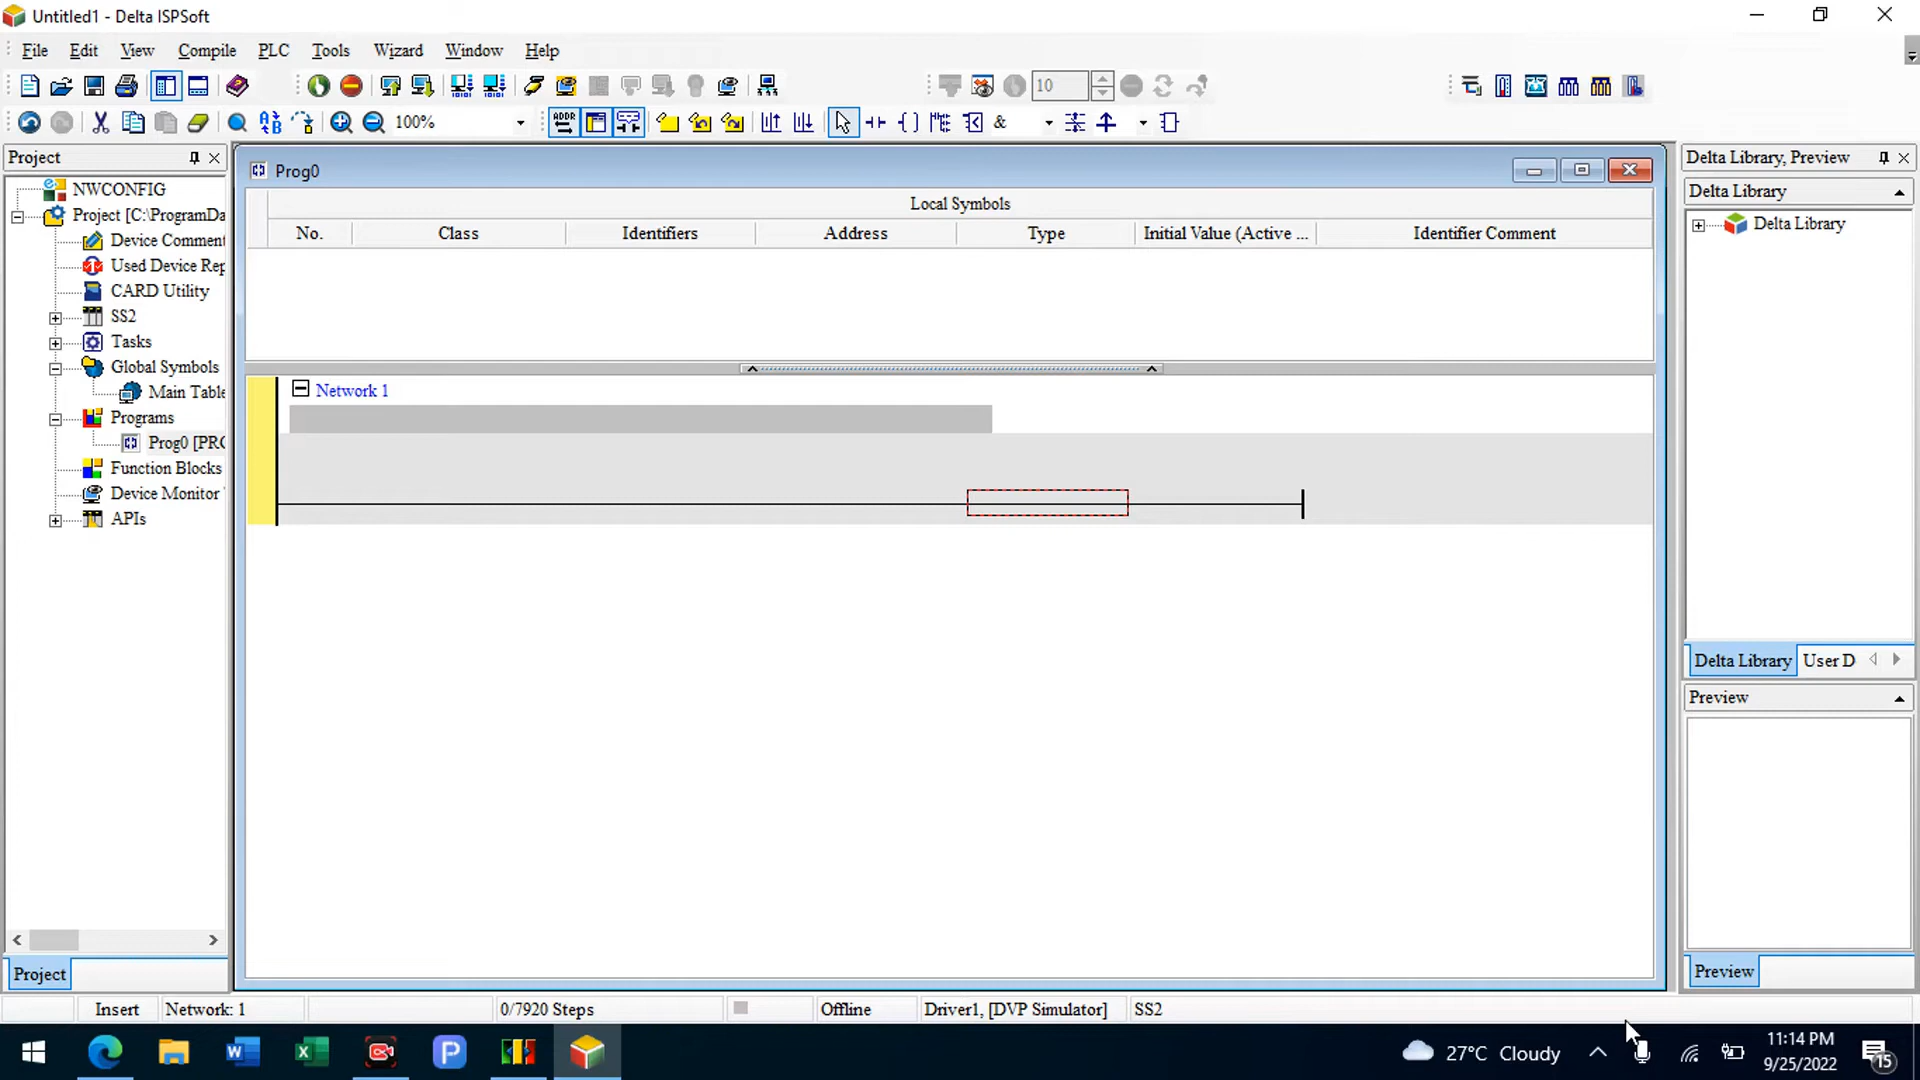 Untitled1 - Delta ISPSoft
File Edit View Compile PLC Tools Wizard Window Help
10
100% ADDR &
Project
NWCONFIG
Project [C:\ProgramDa
Device Comment
Used Device Rep
CARD Utility
SS2
Tasks
Global Symbols
Main Table
Programs
Prog0 [PRO
Function Blocks
Device Monitor
APIs
Project
Prog0
Local Symbols
No. Class Identifiers Address Type Initial Value (Active ... Identifier Comment
Network 1
Delta Library, Preview
Delta Library
Delta Library
Delta Library User D
Preview
Preview
Insert Network: 1 0/7920 Steps Offline Driver1, [DVP Simulator] SS2
27°C Cloudy
11:14 PM
9/25/2022
15